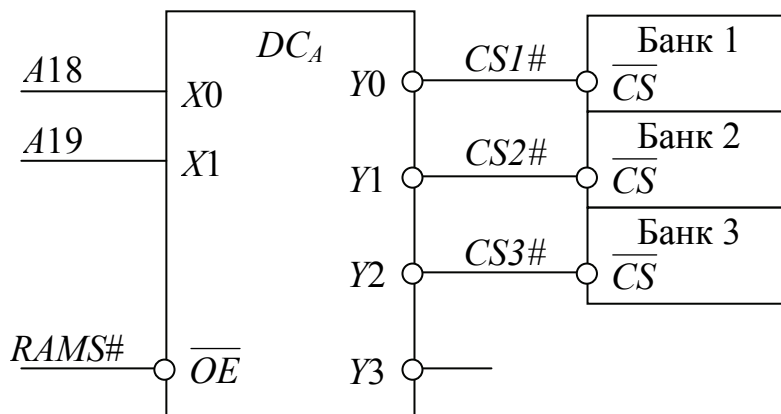 DCA
A18
X0
Y0
CS1#
Банк 1
CS
A19
X1
Y1
CS2#
Банк 2
CS
Y2
CS3#
Банк 3
CS
RAMS#
OE
Y3